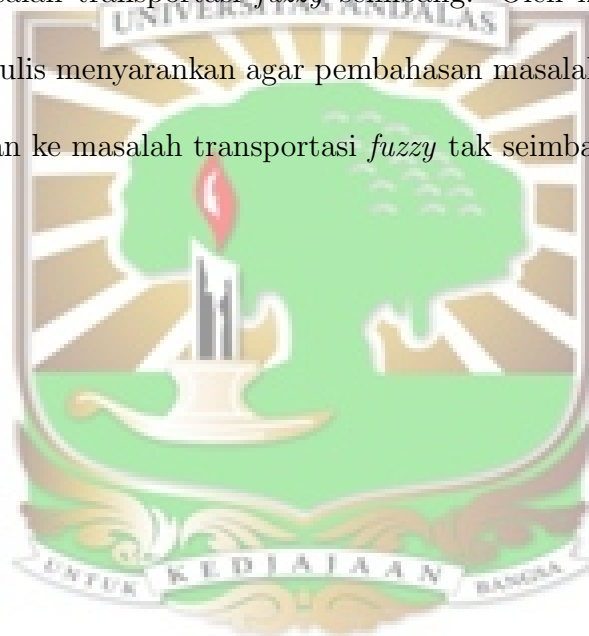 transportasi fuzzy seimbang. Oleh
UNIVERSITAS ANDALAS
ulis menyarankan agar pembahasan masalah
an ke masalah transportasi fuzzy tak seimba
UNTUK KEDJAJAAN BANGSA